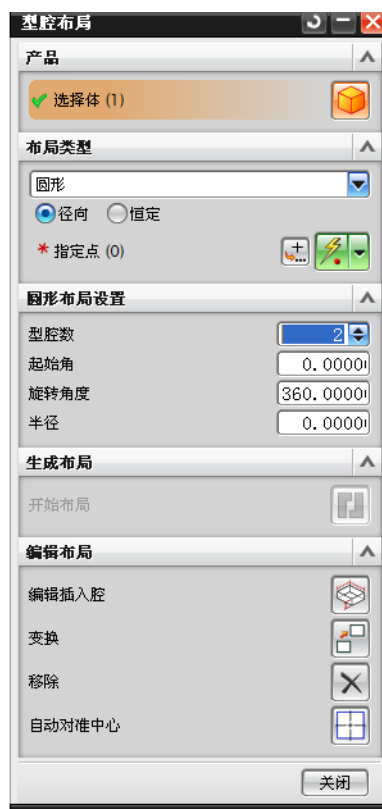 型腔布局
产品
选择体 (1)
布局类型
圆形
径向 恒定
* 指定点 (0)
圆形布局设置
型腔数 2
起始角 0.0000
旋转角度 360.0000
半径 0.0000
生成布局
开始布局
编辑布局
编辑插入腔
变换
移除
自动对准中心
关闭